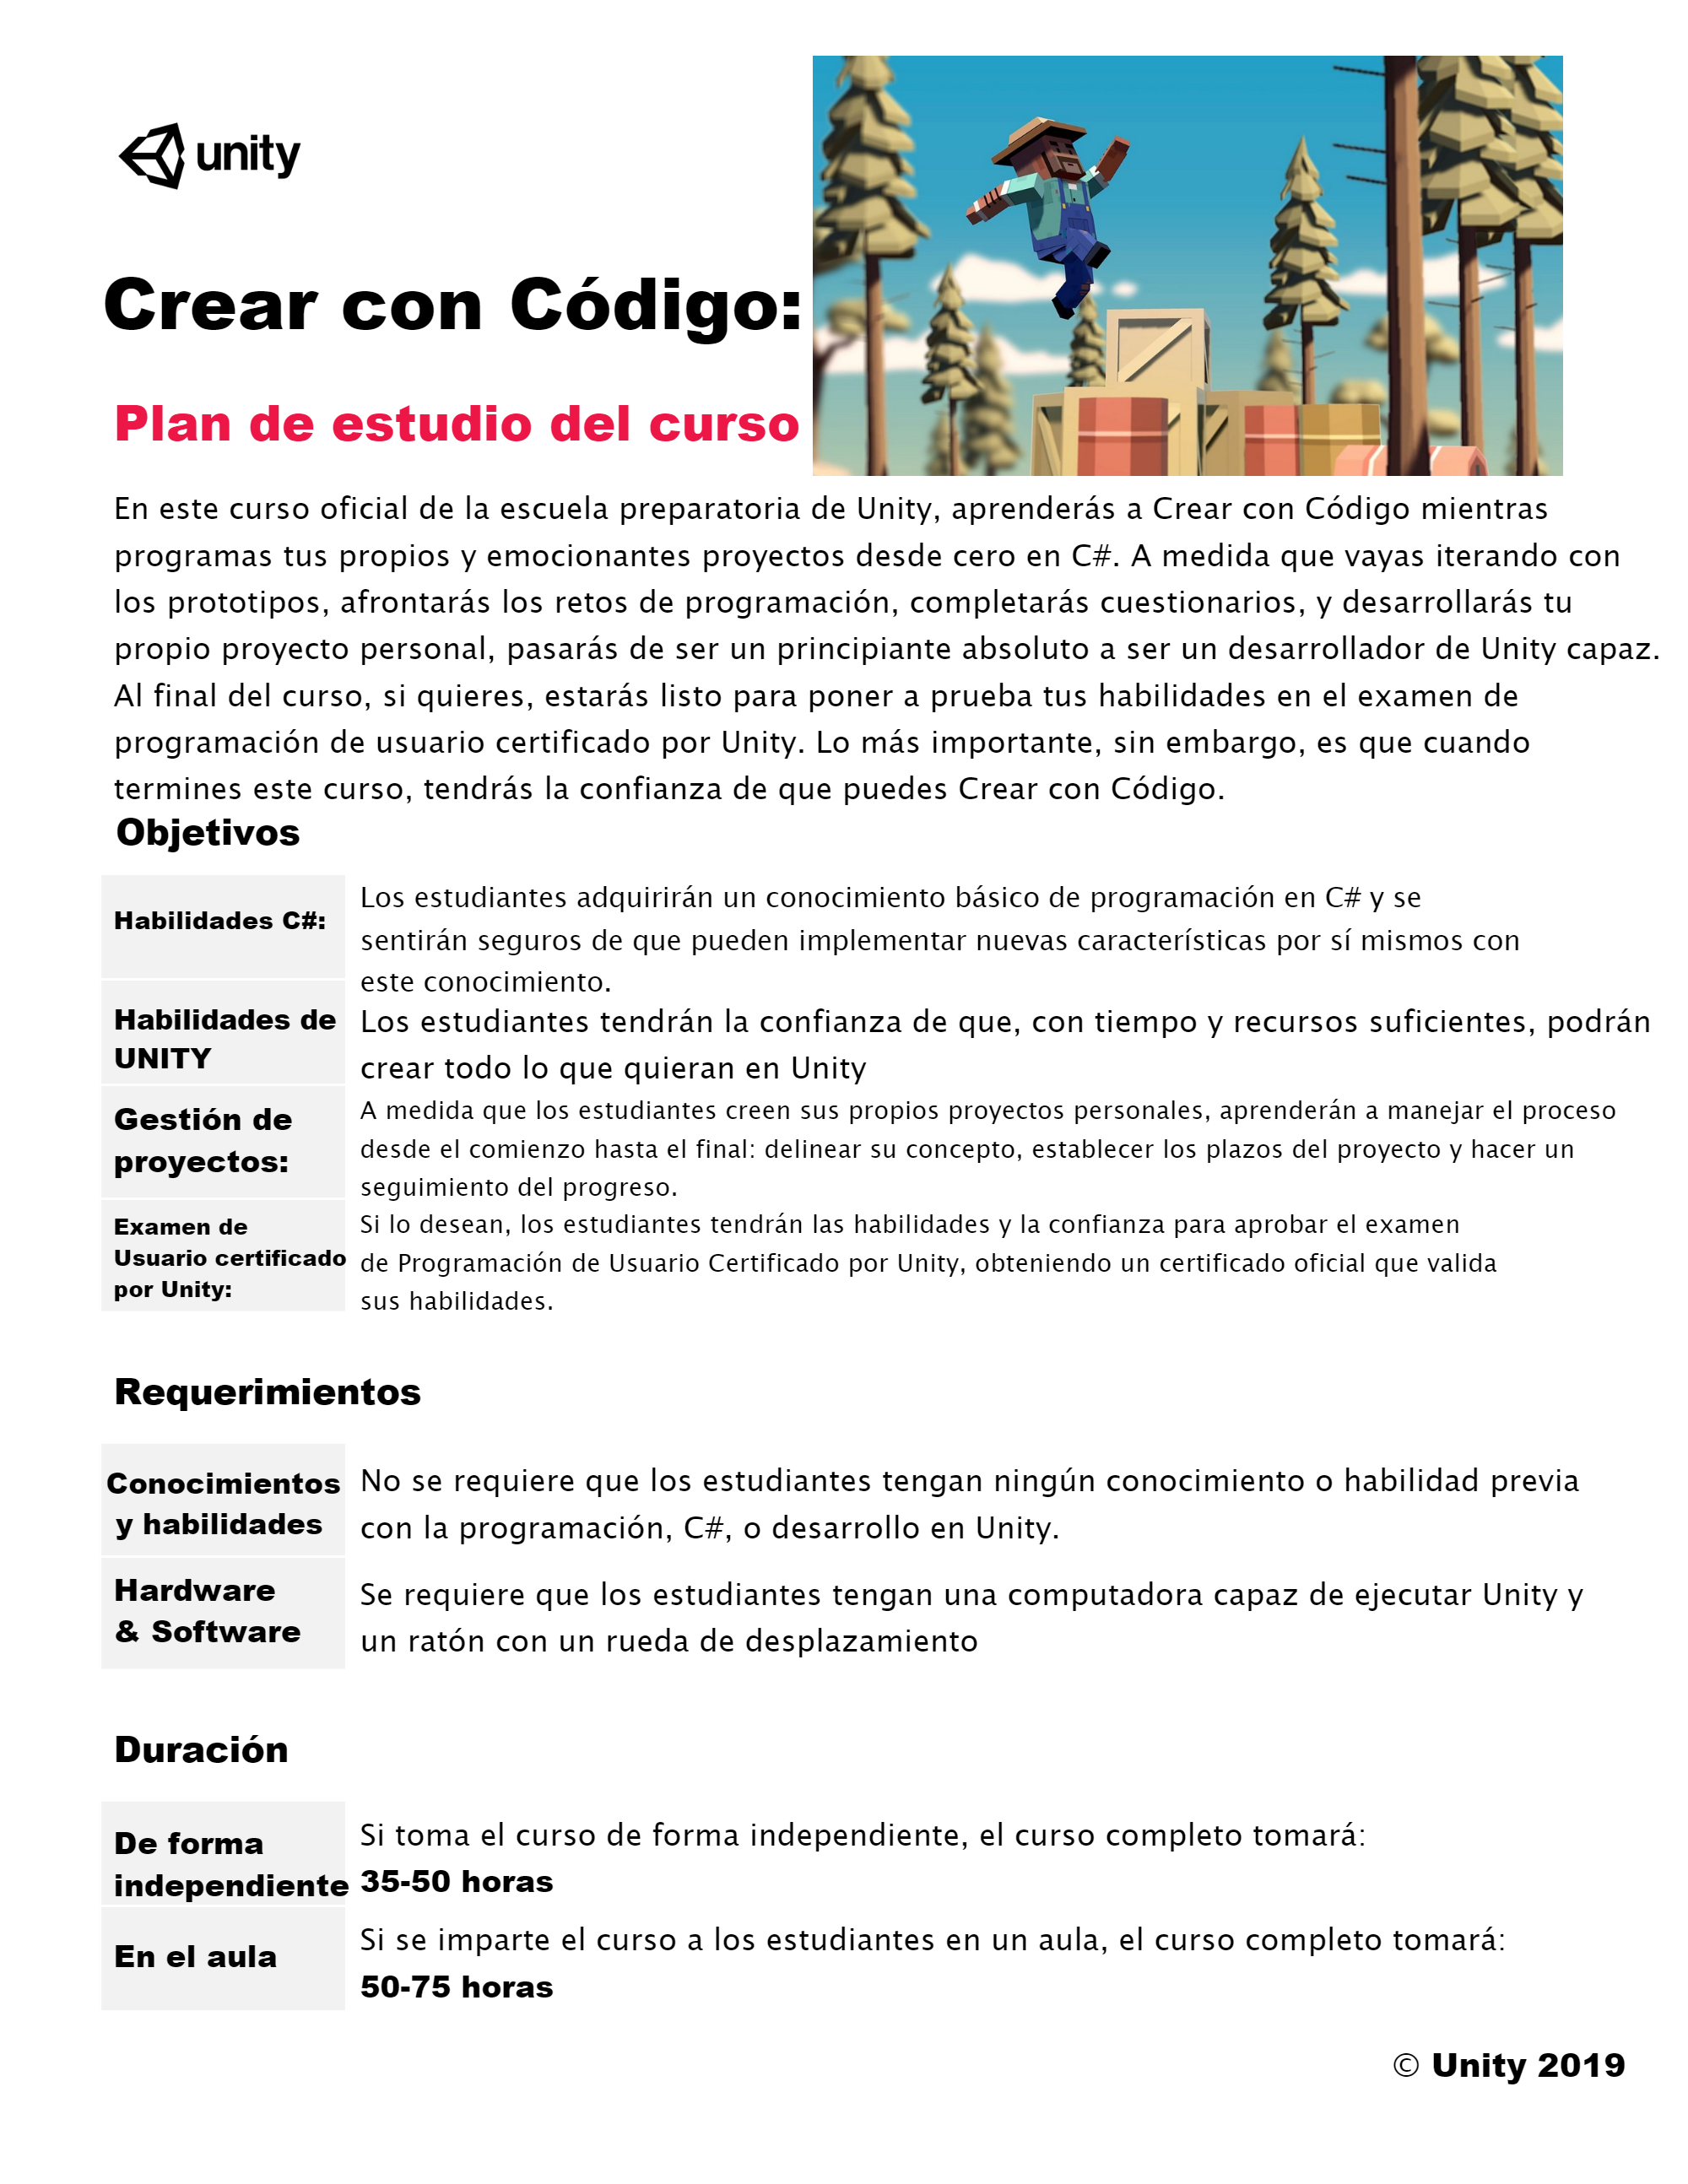 unity
Crear con Código:
Plan de estudio del curso
En este curso oficial de la escuela preparatoria de Unity, aprenderás a Crear con Código mientras
programas tus propios y emocionantes proyectos desde cero en C#. A medida que vayas iterando con
los prototipos, afrontarás los retos de programación, completarás cuestionarios, y desarrollarás tu
propio proyecto personal, pasarás de ser un principiante absoluto a ser un desarrollador de Unity capaz.
Al final del curso, si quieres, estarás listo para poner a prueba tus habilidades en el examen de
programación de usuario certificado por Unity. Lo más importante, sin embargo, es que cuando
termines este curso, tendrás la confianza de que puedes Crear con Código.
Objetivos
Habilidades C#:
Los estudiantes adquirirán un conocimiento básico de programación en C# y se
sentirán seguros de que pueden implementar nuevas características por sí mismos con
este conocimiento.
Habilidades de
UNITY
Los estudiantes tendrán la confianza de que, con tiempo y recursos suficientes, podrán
crear todo lo que quieran en Unity
Gestión de
proyectos:
A medida que los estudiantes creen sus propios proyectos personales, aprenderán a manejar el proceso
desde el comienzo hasta el final: delinear su concepto, establecer los plazos del proyecto y hacer un
seguimiento del progreso.
Examen de
Usuario certificado
por Unity:
Si lo desean, los estudiantes tendrán las habilidades y la confianza para aprobar el examen
de Programación de Usuario Certificado por Unity, obteniendo un certificado oficial que valida
sus habilidades.
Requerimientos
Conocimientos
y habilidades
No se requiere que los estudiantes tengan ningún conocimiento o habilidad previa
con la programación, C#, o desarrollo en Unity.
Hardware
& Software
Se requiere que los estudiantes tengan una computadora capaz de ejecutar Unity y
un ratón con un rueda de desplazamiento
Duración
De forma
independiente
Si toma el curso de forma independiente, el curso completo tomará:
35-50 horas
En el aula
Si se imparte el curso a los estudiantes en un aula, el curso completo tomará:
50-75 horas
© Unity 2019